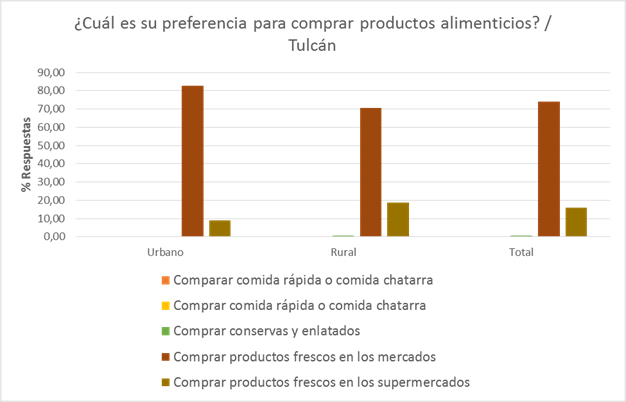 ¿Cuál es su preferencia para comprar productos alimenticios? /
Tulcán
90,00
80,00
70,00
60,00
50,00
40,00
30,00
20,00
10,00
0,00
% Respuestas
Urbano
Rural
Total
Comparar comida rápida o comida chatarra
Comprar comida rápida o comida chatarra
Comprar conservas y enlatados
Comprar productos frescos en los mercados
Comprar productos frescos en los supermercados